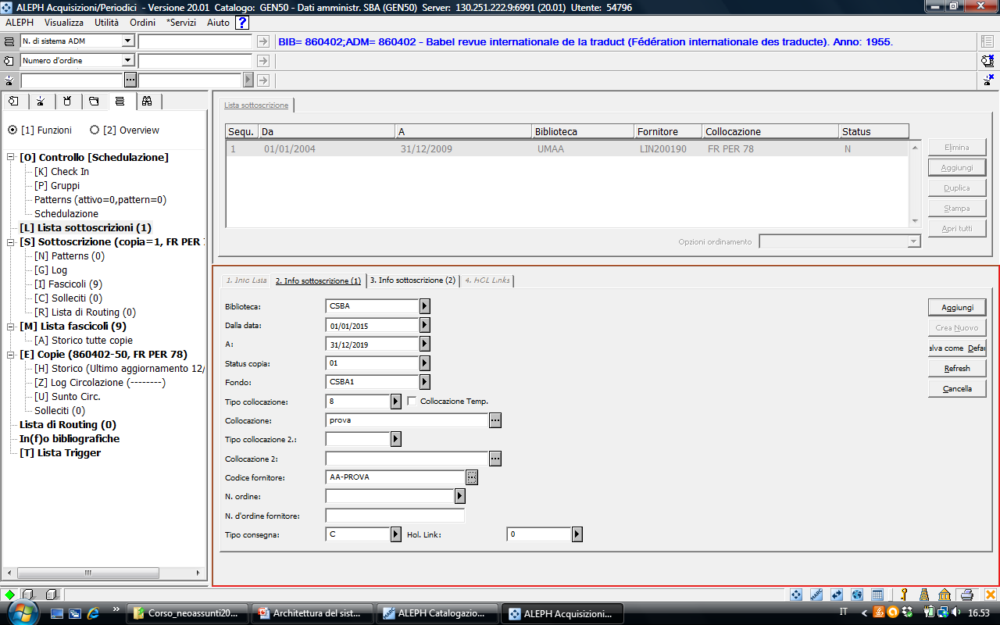 ALEPH Acquisizioni/Periodici - Versione 20.01 Catalogo: GEN50 - Dati amministr. SBA (GEN50) Server: 130.251.222.9:6991 (20.01) Utente: 54796
ALEPH Visualizza Utilità Ordini *Servizi Aiuto ?
N. di sistema ADM
BIB= 860402;ADM= 860402 - Babel revue internationale de la traduct (Fédération internationale des traducte). Anno: 1955.
Numero d'ordine
[1] Funzioni [2] Overview
[O] Controllo [Schedulazione]
[K] Check In
[P] Gruppi
Patterns (attivo=0,pattern=0)
Schedulazione
[L] Lista sottoscrizioni (1)
[S] Sottoscrizione (copia=1, FR PER
[N] Patterns (0)
[G] Log
[I] Fascicoli (9)
[C] Solleciti (0)
[R] Lista di Routing (0)
[M] Lista fascicoli (9)
[A] Storico tutte copie
[E] Copie (860402-50, FR PER 78)
[H] Storico (Ultimo aggiornamento 12/
[Z] Log Circolazione (--------)
[U] Sunto Circ.
Solleciti (0)
Lista di Routing (0)
In(f)o bibliografiche
[T] Lista Trigger
Lista sottoscrizione
Sequ. Da A Biblioteca Fornitore Collocazione Status
1 01/01/2004 31/12/2009 UMAA LIN200190 FR PER 78 N
Elimina
Aggiungi
Duplica
Stampa
Apri tutti
Opzioni ordinamento
1. Info Lista 2. Info sottoscrizione (1) 3. Info sottoscrizione (2) 4. HOL Links
Biblioteca: CSBA
Dalla data: 01/01/2015
A: 31/12/2019
Status copia: 01
Fondo: CSBA1
Tipo collocazione: 8 Collocazione Temp.
Collocazione: prova
Tipo collocazione 2.:
Collocazione 2:
Codice fornitore: AA-PROVA
N. ordine:
N. d'ordine fornitore:
Tipo consegna: C Hol. Link: 0
Aggiungi
Crea Nuovo
alva come Defau
Refresh
Cancella
Corso_neoassunti20... Architettura del sist... ALEPH Catalogazio... ALEPH Acquisizioni... IT 16.53